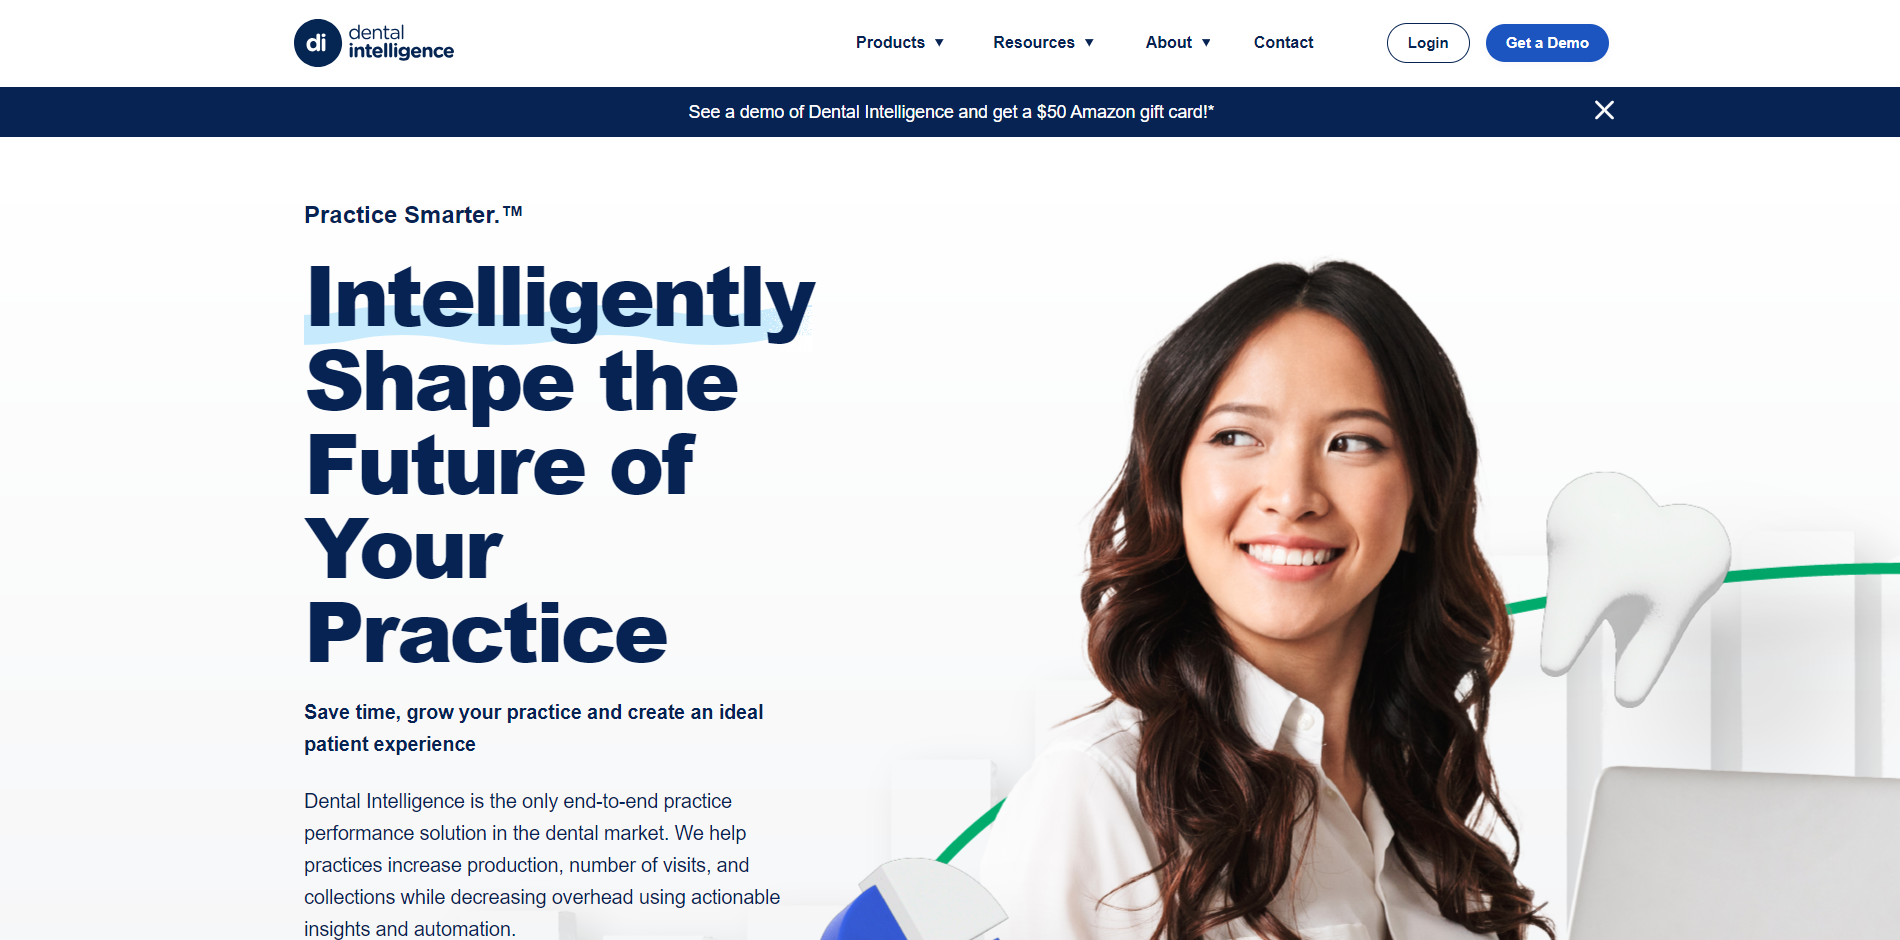 di dental
intelligence
Products ▼ Resources ▼ About ▼ Contact Login Get a Demo
See a demo of Dental Intelligence and get a $50 Amazon gift card!*
Practice Smarter.™
Intelligently
Shape the
Future of
Your
Practice
Save time, grow your practice and create an ideal
patient experience
Dental Intelligence is the only end-to-end practice
performance solution in the dental market. We help
practices increase production, number of visits, and
collections while decreasing overhead using actionable
insights and automation.